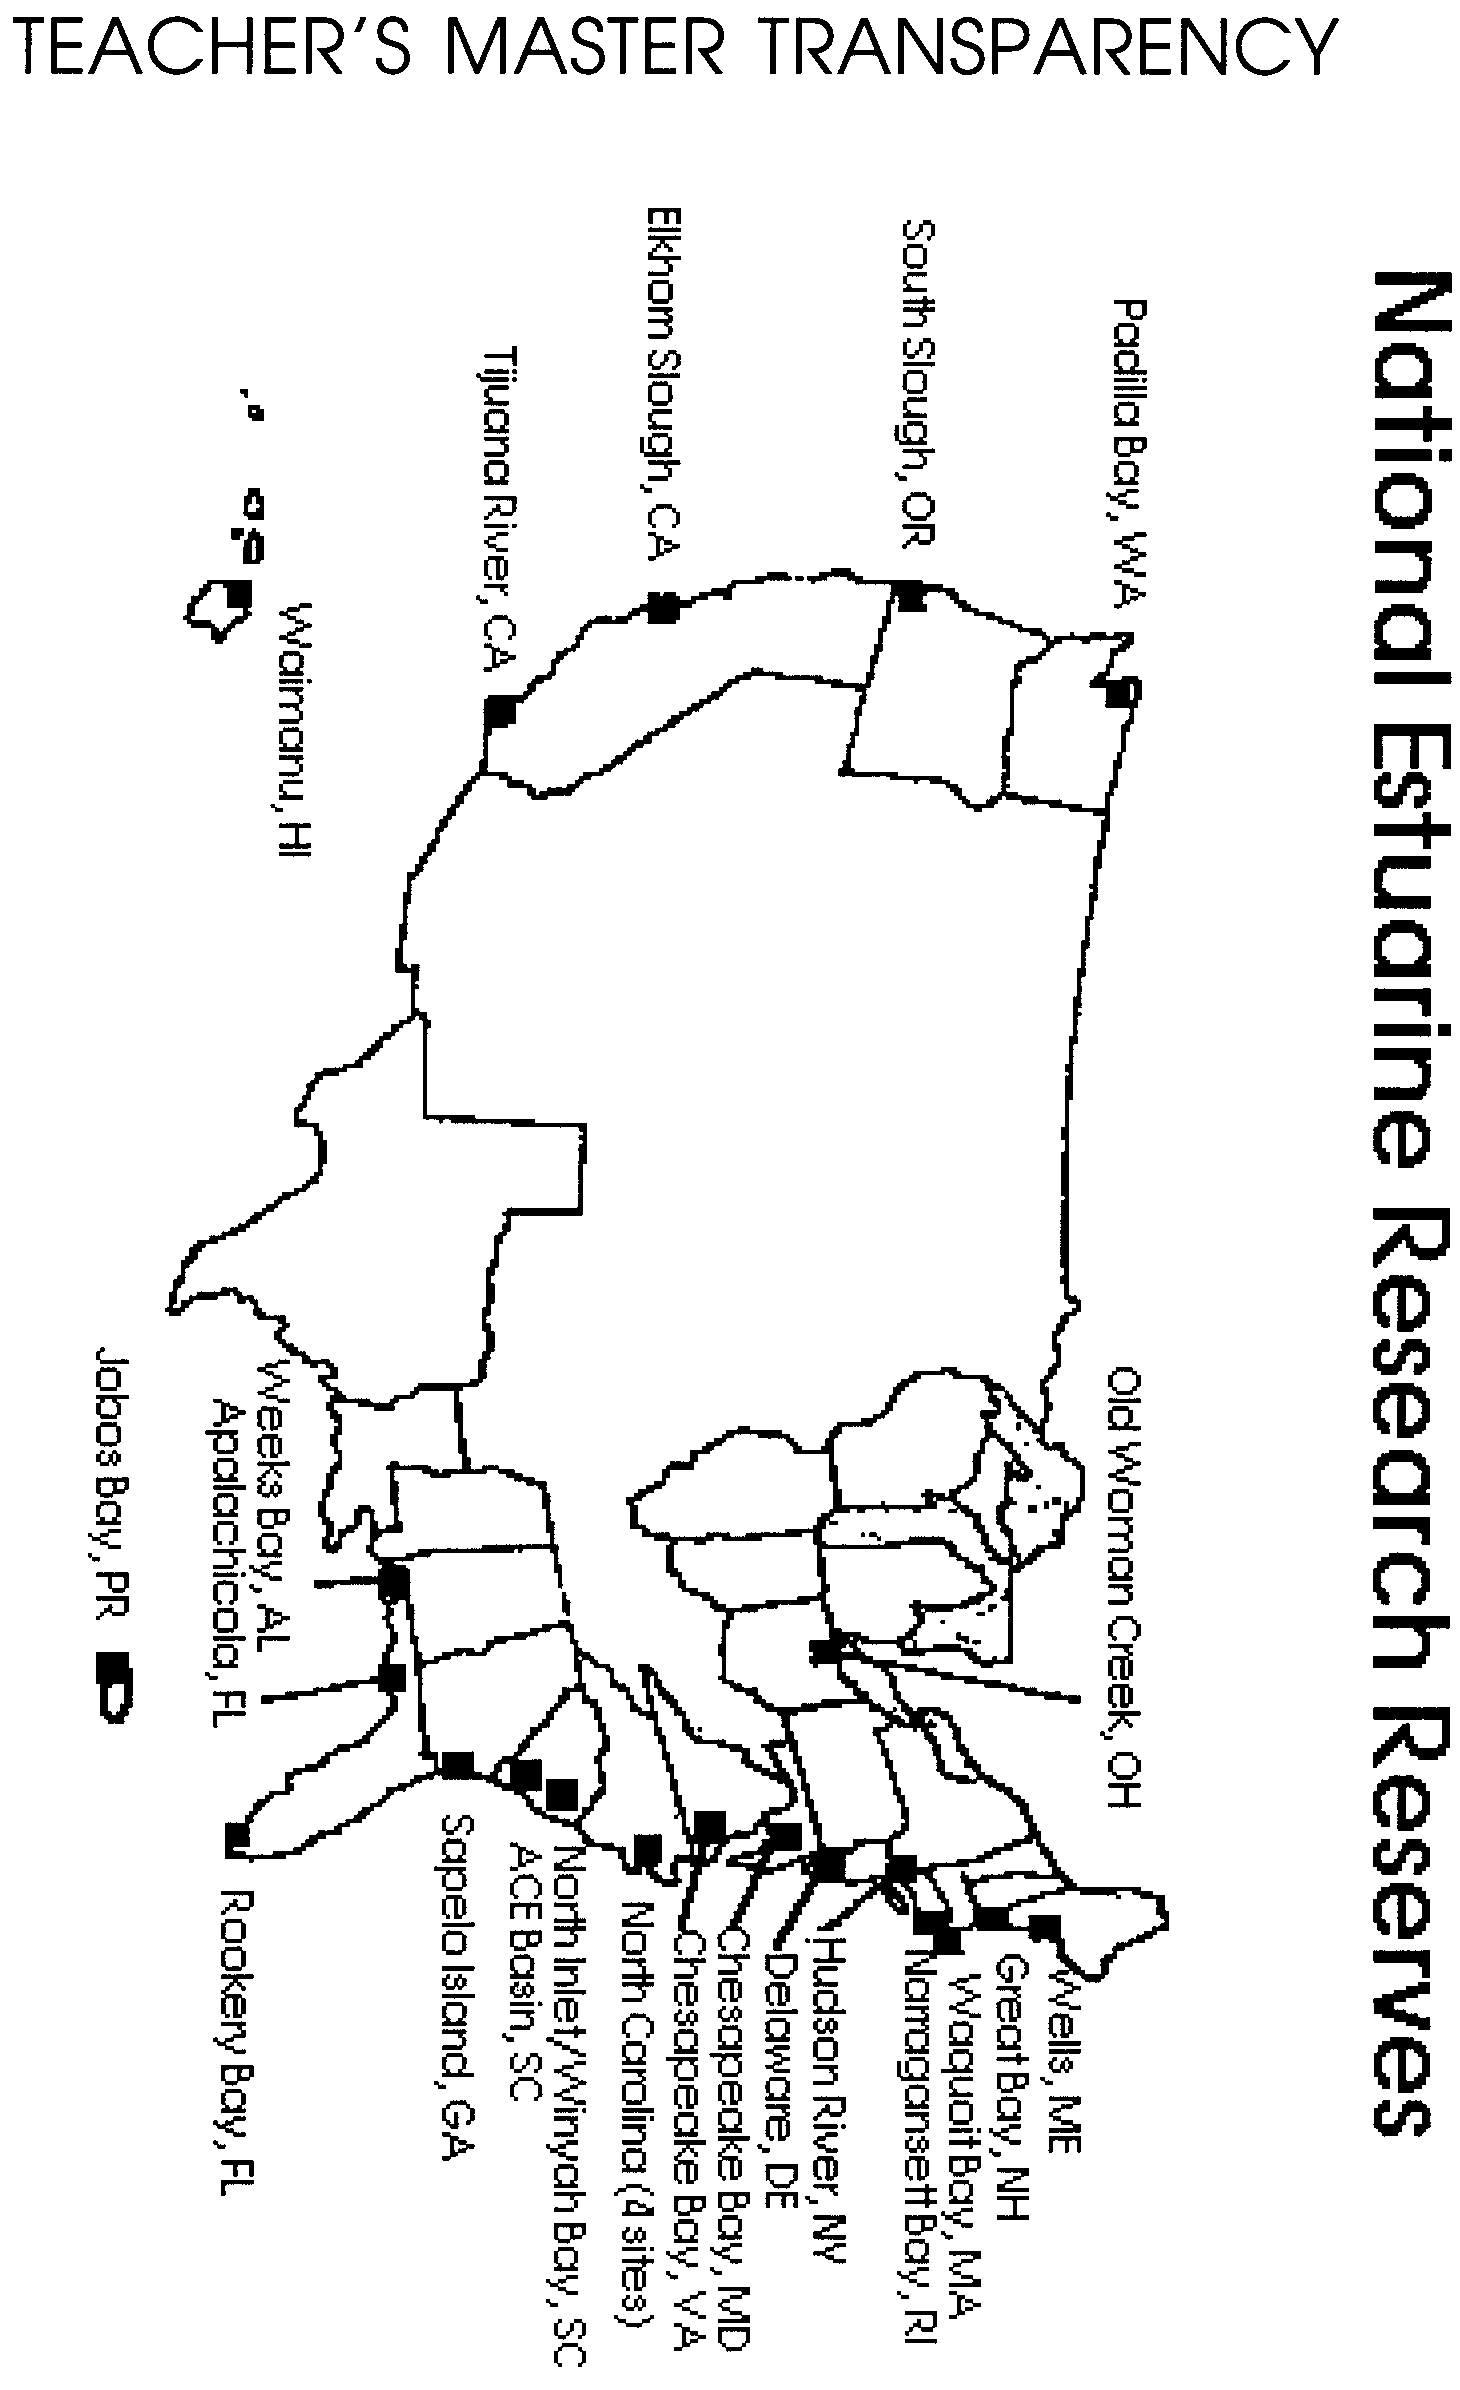 TEACHER'S MASTER TRANSPARENCY
National Estuarine Research Reserves
Padilla Bay, WA
South Slough, OR
Elkhorn Slough, CA
Tijuana River, CA
Waimanu, HI
Old Woman Creek, OH
Wells, ME
Great Bay, NH
Waquoit Bay, MA
Narragansett Bay, RI
Hudson River, NY
Delaware, DE
Chesapeake Bay, MD
Chesapeake Bay, VA
North Carolina (4 sites)
North Inlet/Winyah Bay, SC
ACE Basin, SC
Sapelo Island, GA
Rookery Bay, FL
Weeks Bay, AL
Apalachicola, FL
Jobos Bay, PR